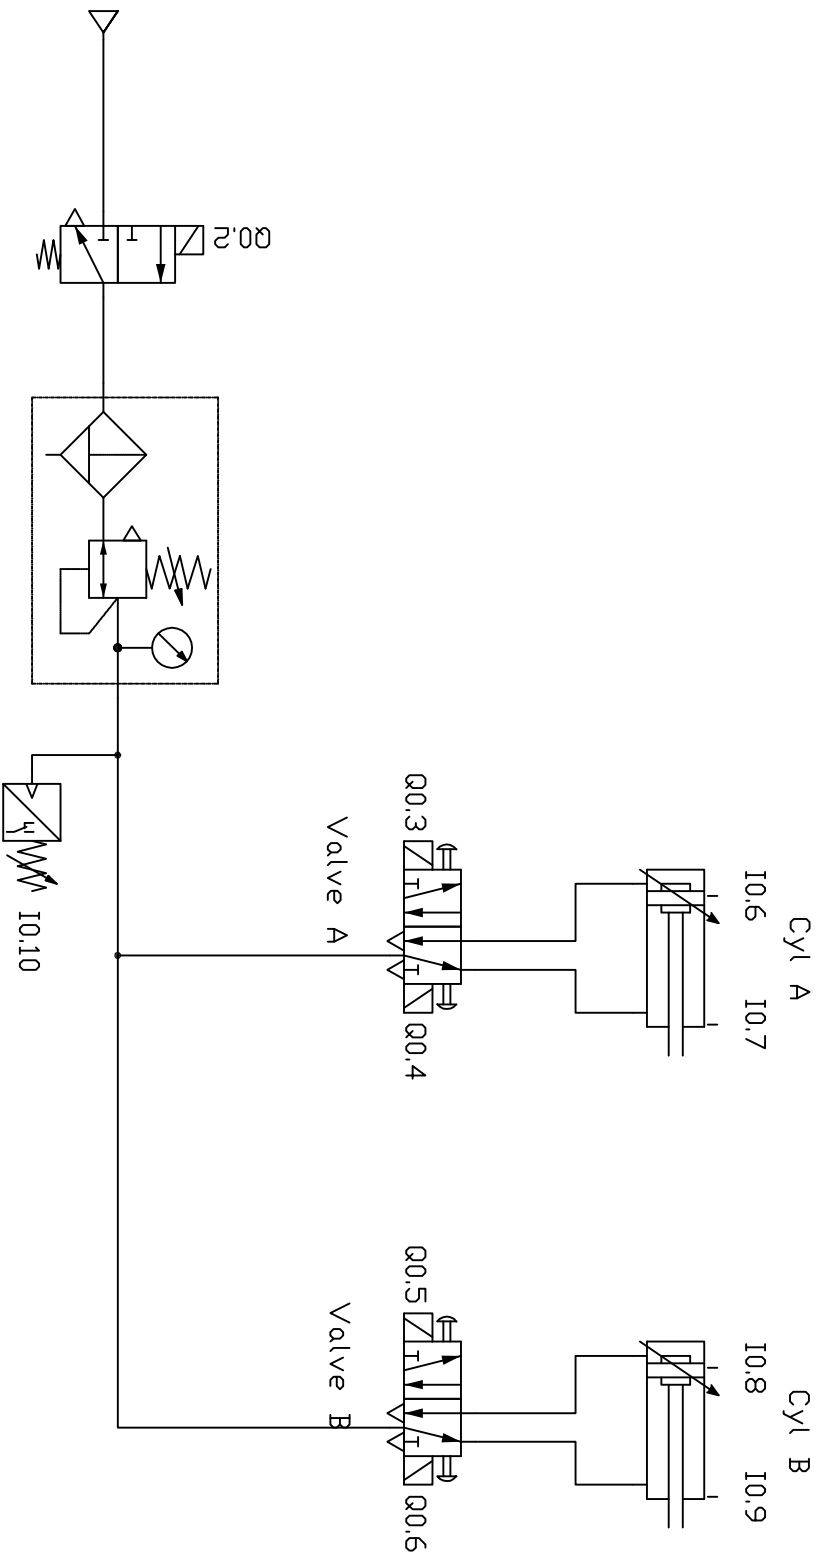 Cyl A
Cyl B
I0.6
I0.7
I0.8
I0.9
Q0.3
Q0.4
Q0.5
Q0.6
Valve A
Valve B
Q0.2
I0.10